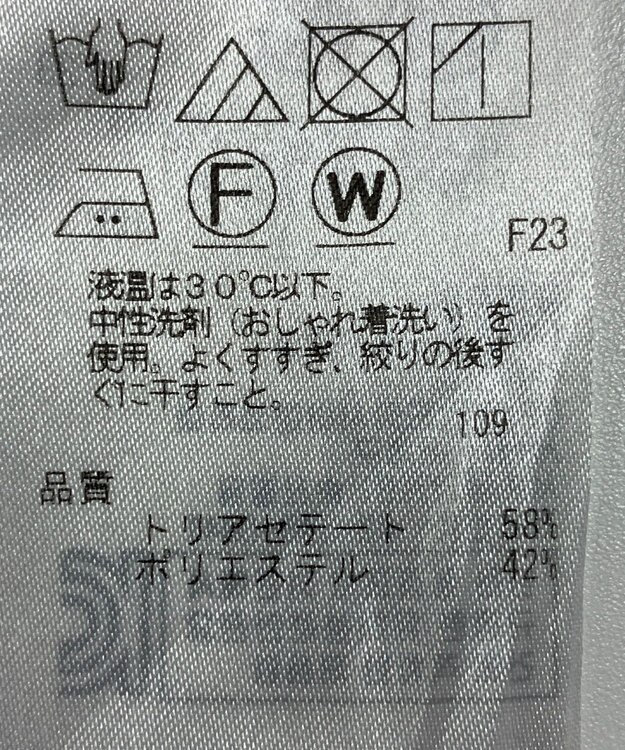 F W
F23
液温は30℃以下。
中性洗剤（おしゃれ着洗い）を
使用。よくすすぎ、絞りの後す
ぐに干すこと。
109
品質
トリアセテート 58%
ポリエステル 42%